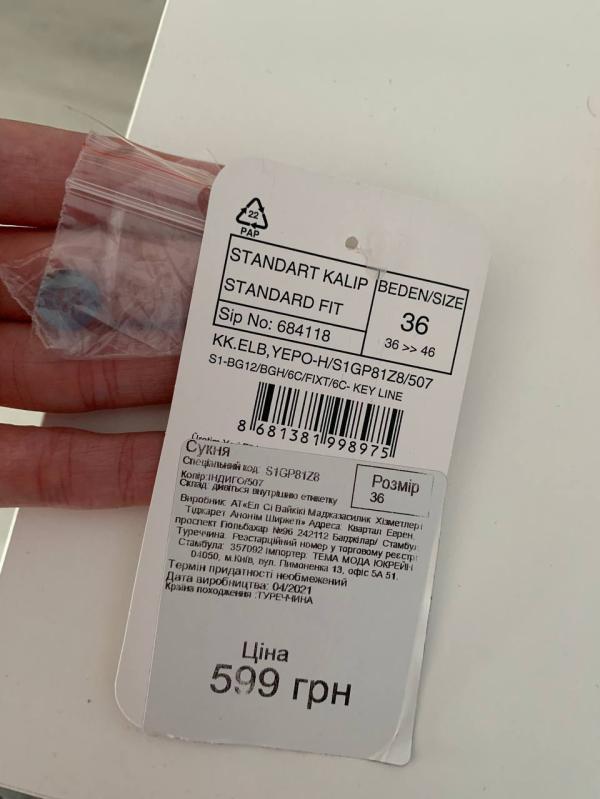 22
PAP
STANDART KALIP
STANDARD FIT
BEDEN/SIZE
36
36 >> 46
Sip No: 684118
KK.ELB,YEPO-H/S1GP81Z8/507
S1-BG12/BGH/6C/FIXT/6C- KEY LINE
8 681381 998975
Сукня
Спеціальний код: S1GP81Z8
Колір:ІНДИГО/507
Склад: дивіться внутрішню етикетку
Розмір
36
Виробник: АТ«Ел Сі Вайкікі Маджазасилик Хізметлері
Тіджарет Анонім Ширкеті» Адреса: Квартал Еврен,
проспект Гюльбахар №96 242112 Багджілар/ Стамбул
Туреччина. Реєстраційний номер у торговому реєстрі
Стамбула: 357092 Імпортер: ТЕМА МОДА ЮКРЕЙН
04050, м.Київ, вул. Пимоненка 13, офіс 5А 51.
Термін придатності необмежений
Дата виробництва: 04/2021
Країна походження :ТУРЕЧЧИНА
Ціна
599 грн